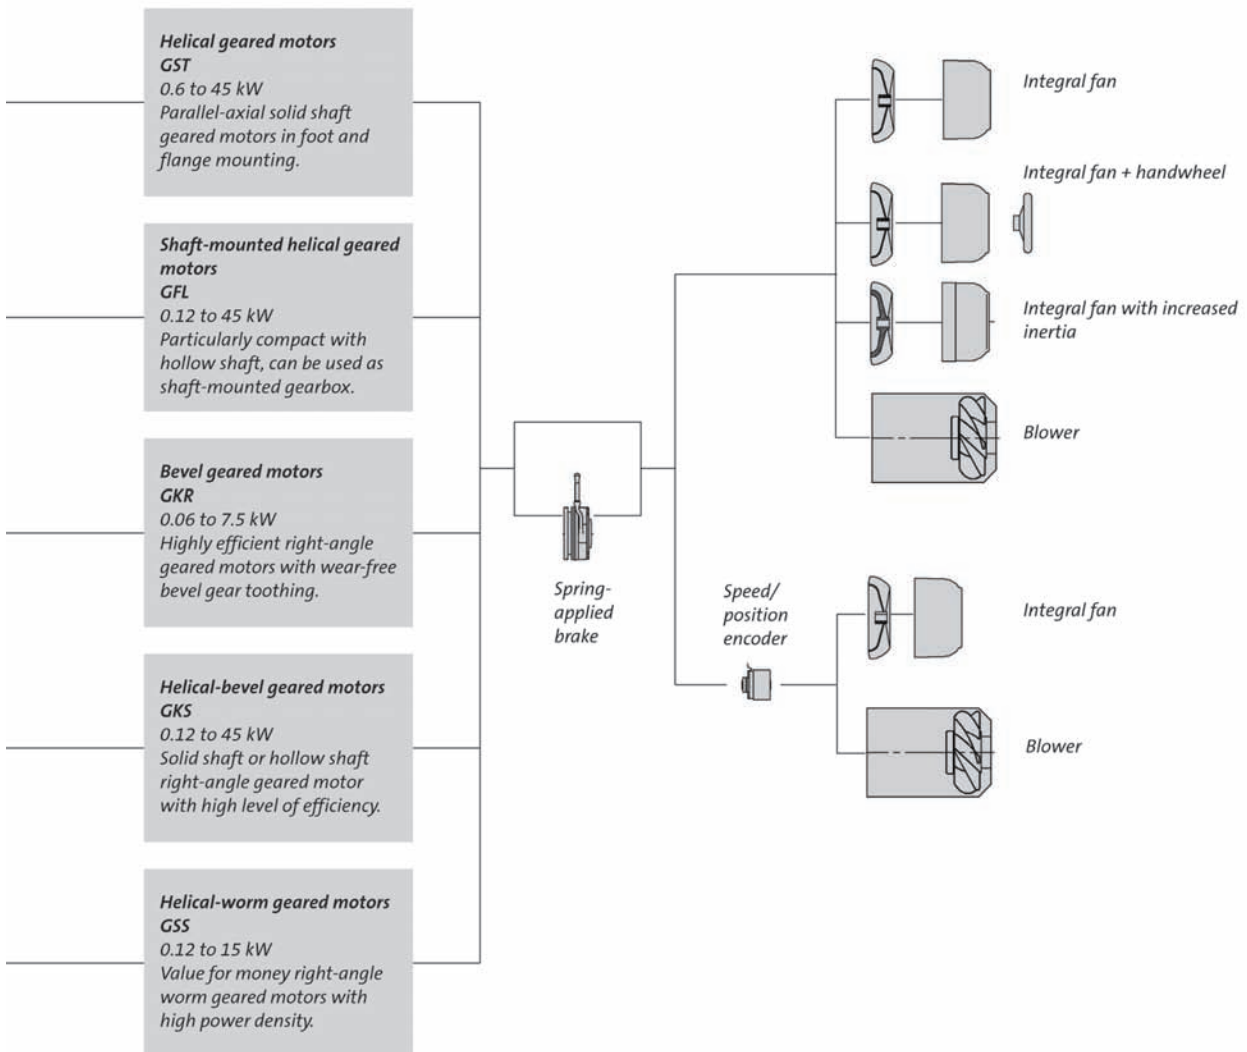 Helical geared motors
GST
0.6 to 45 kW
Parallel-axial solid shaft
geared motors in foot and
flange mounting.
Shaft-mounted helical geared
motors
GFL
0.12 to 45 kW
Particularly compact with
hollow shaft, can be used as
shaft-mounted gearbox.
Bevel geared motors
GKR
0.06 to 7.5 kW
Highly efficient right-angle
geared motors with wear-free
bevel gear toothing.
Helical-bevel geared motors
GKS
0.12 to 45 kW
Solid shaft or hollow shaft
right-angle geared motor
with high level of efficiency.
Helical-worm geared motors
GSS
0.12 to 15 kW
Value for money right-angle
worm geared motors with
high power density.
Spring-
applied
brake
Speed/
position
encoder
Integral fan
Integral fan + handwheel
Integral fan with increased
inertia
Blower
Integral fan
Blower